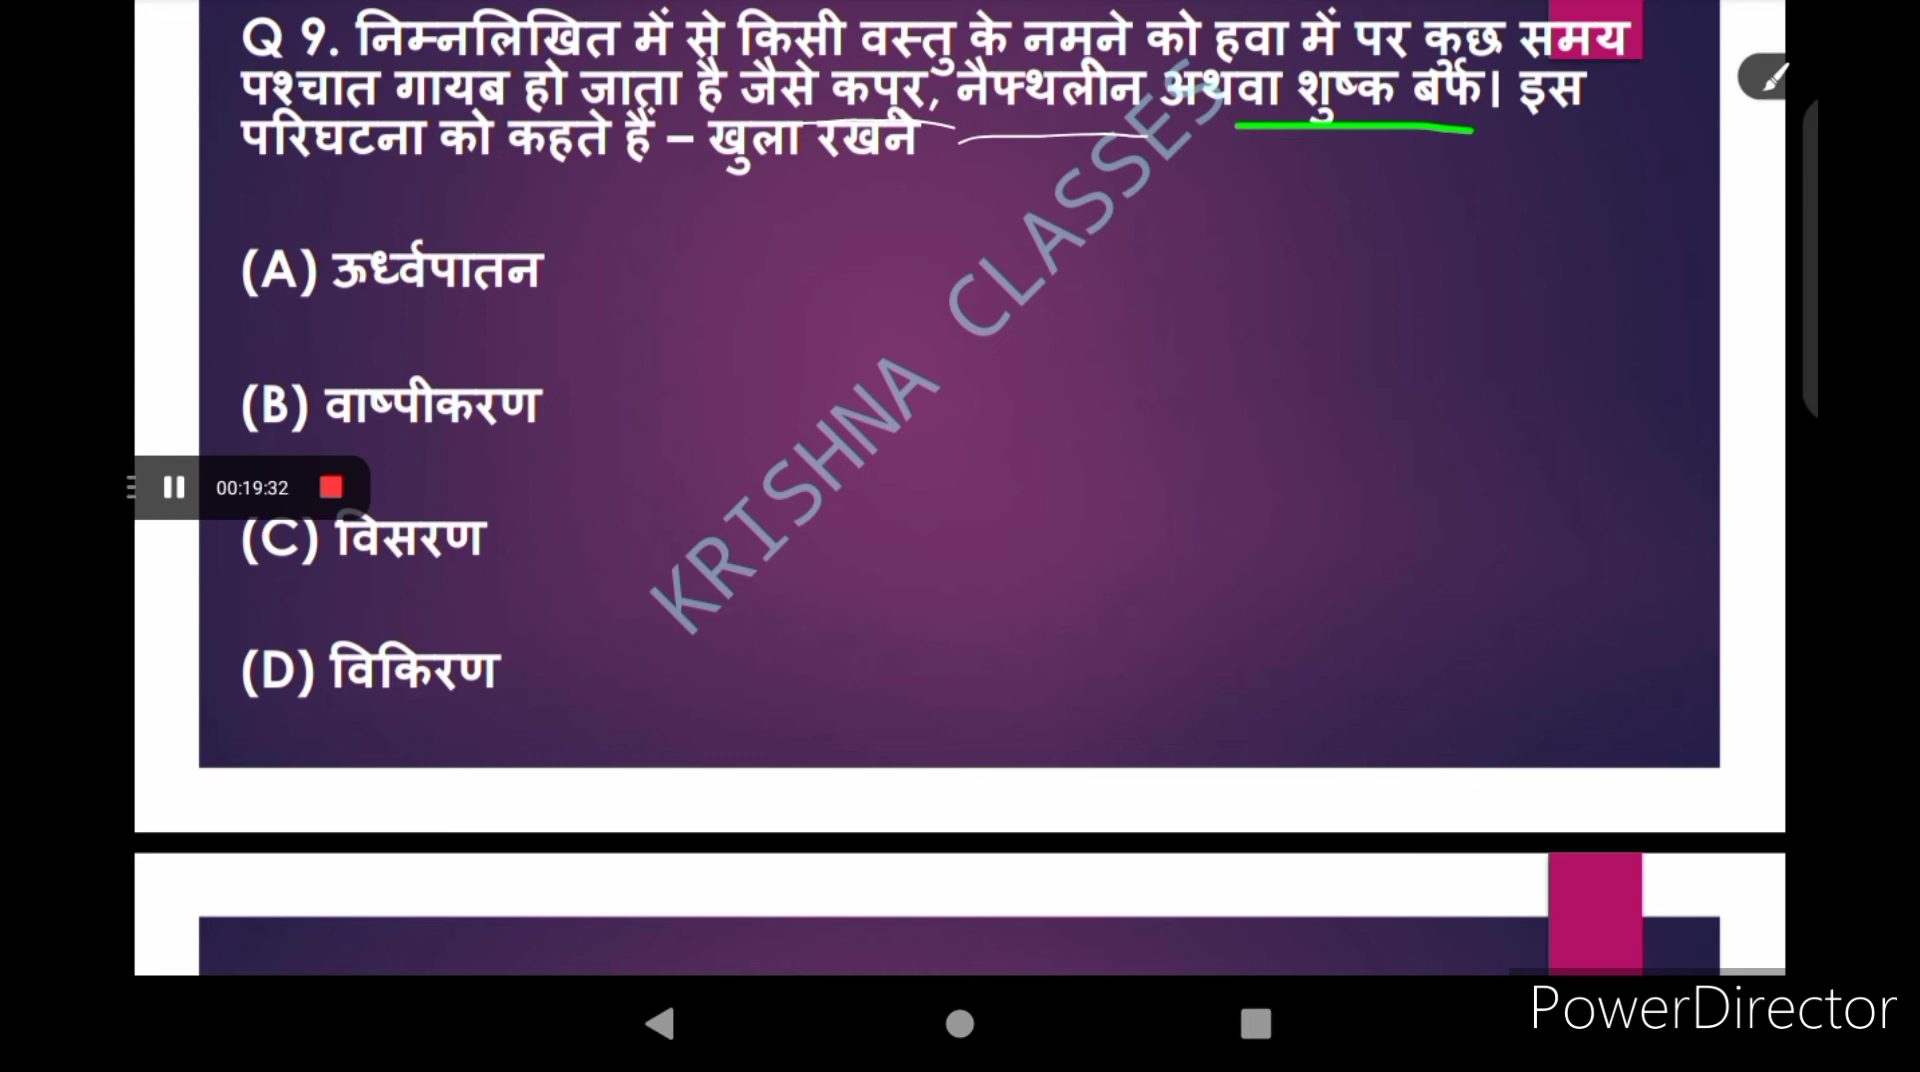 Q 9. निम्नलिखित में से किसी वस्तु के नमूने को हवा में पर कुछ समय
पश्चात गायब हो जाता है जैसे कपूर, नैफ्थलीन अथवा शुष्क बर्फ। इस
परिघटना को कहते हैं – खुला रखने
(A) ऊर्ध्वपातन
(B) वाष्पीकरण
00:19:32
(C) विसरण
(D) विकिरण
KRISHNA CLASSES
PowerDirector